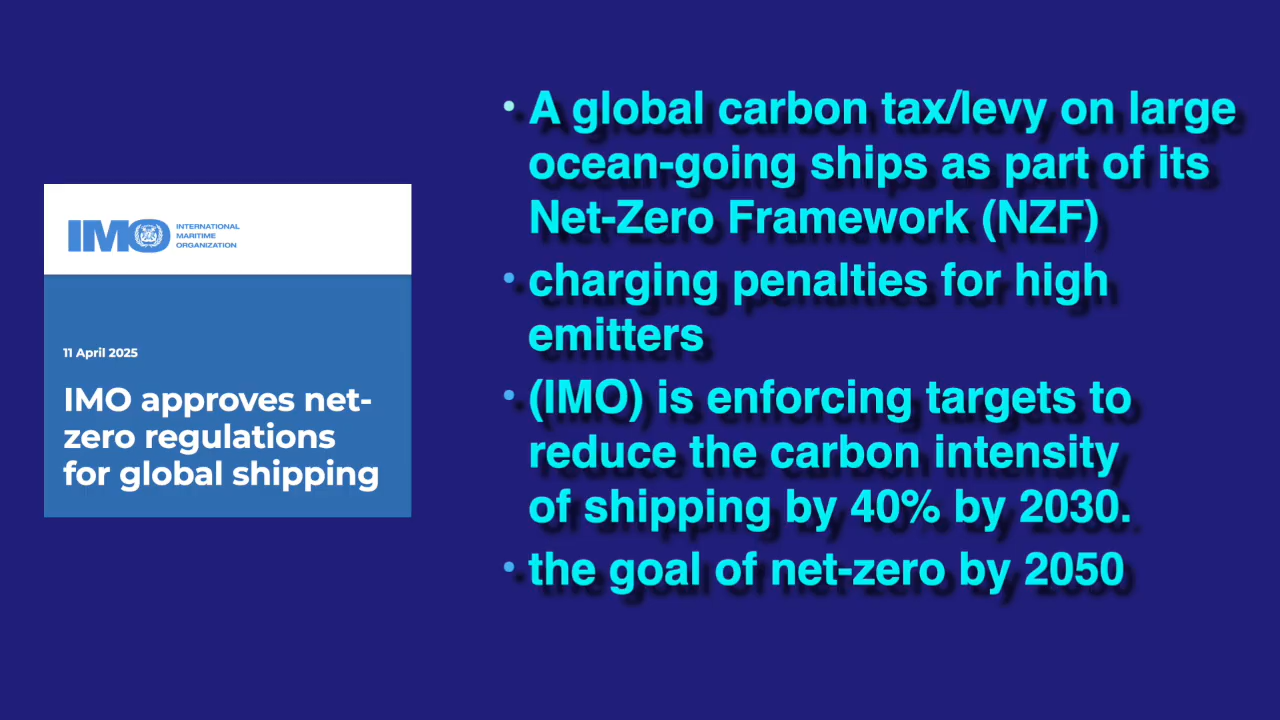 IMO
INTERNATIONAL
MARITIME
ORGANIZATION
11 April 2025
IMO approves net-
zero regulations
for global shipping
• A global carbon tax/levy on large
ocean-going ships as part of its
Net-Zero Framework (NZF)
• charging penalties for high
emitters
• (IMO) is enforcing targets to
reduce the carbon intensity
of shipping by 40% by 2030.
• the goal of net-zero by 2050